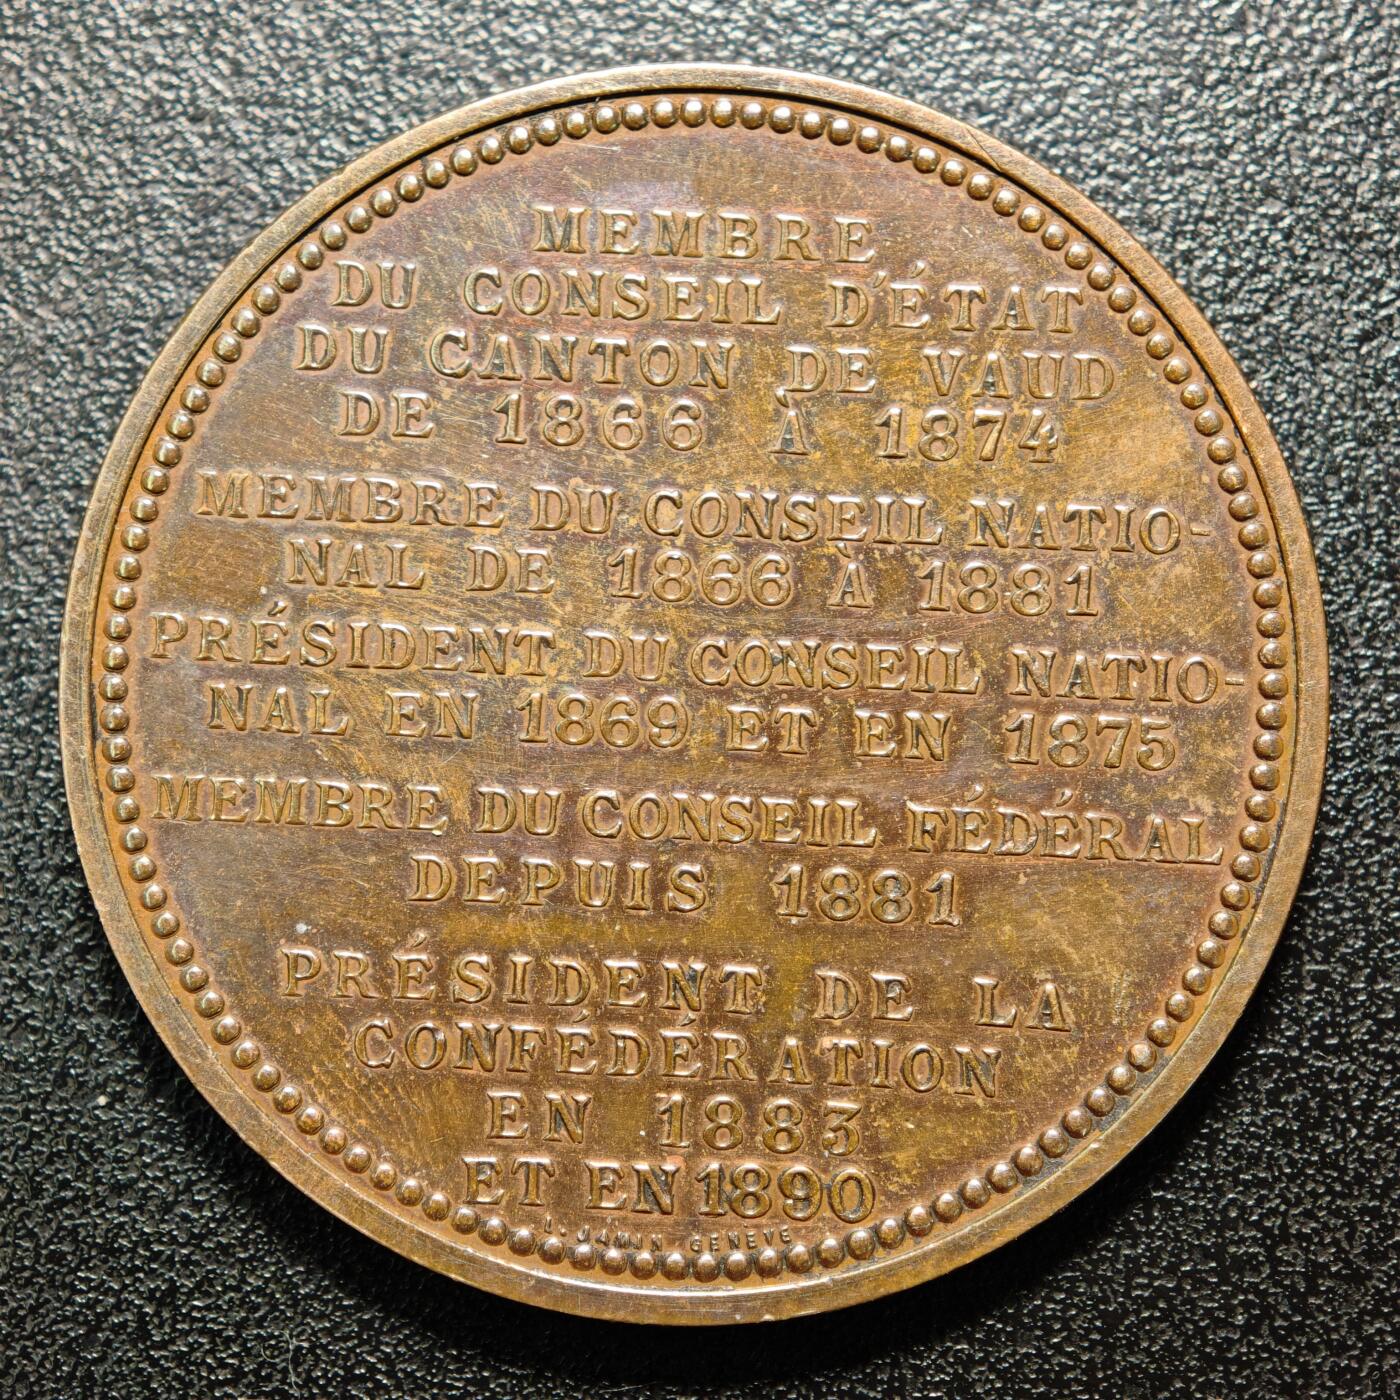 MEMBRE
DU CONSEIL D'ÉTAT
DU CANTON DE VAUD
DE 1866 À 1874
MEMBRE DU CONSEIL NATIO-
NAL DE 1866 À 1881
PRÉSIDENT DU CONSEIL NATIO-
NAL EN 1869 ET EN 1875
MEMBRE DU CONSEIL FÉDÉRAL
DEPUIS 1881
PRÉSIDENT DE LA
CONFÉDÉRATION
EN 1883
ET EN 1890
JAMIN GENEVE